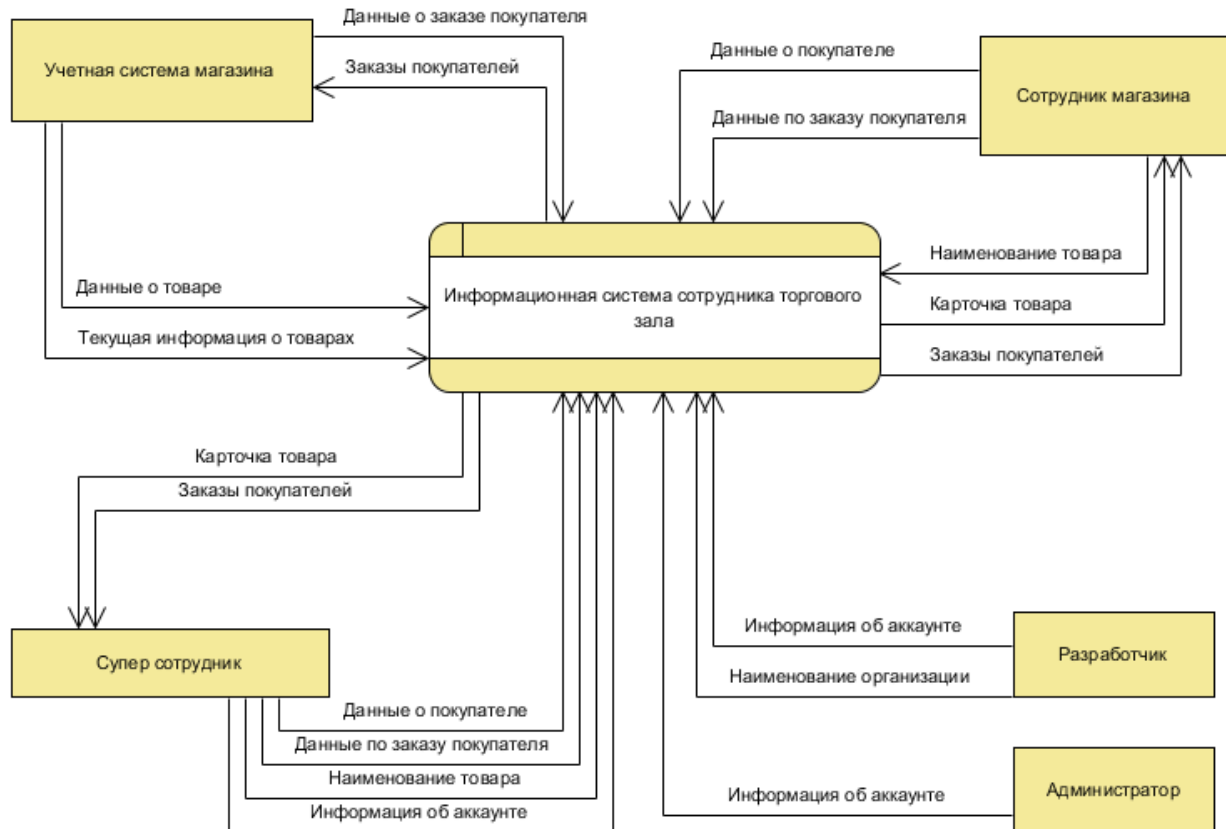 Данные о заказе покупателя
Учетная система магазина
Заказы покупателей
Данные о покупателе
Сотрудник магазина
Данные по заказу покупателя
Наименование товара
Данные о товаре
Информационная система сотрудника торгового
зала
Карточка товара
Текущая информация о товарах
Заказы покупателей
Карточка товара
Заказы покупателей
Информация об аккаунте
Разработчик
Супер сотрудник
Наименование организации
Данные о покупателе
Данные по заказу покупателя
Наименование товара
Информация об аккаунте
Информация об аккаунте
Администратор